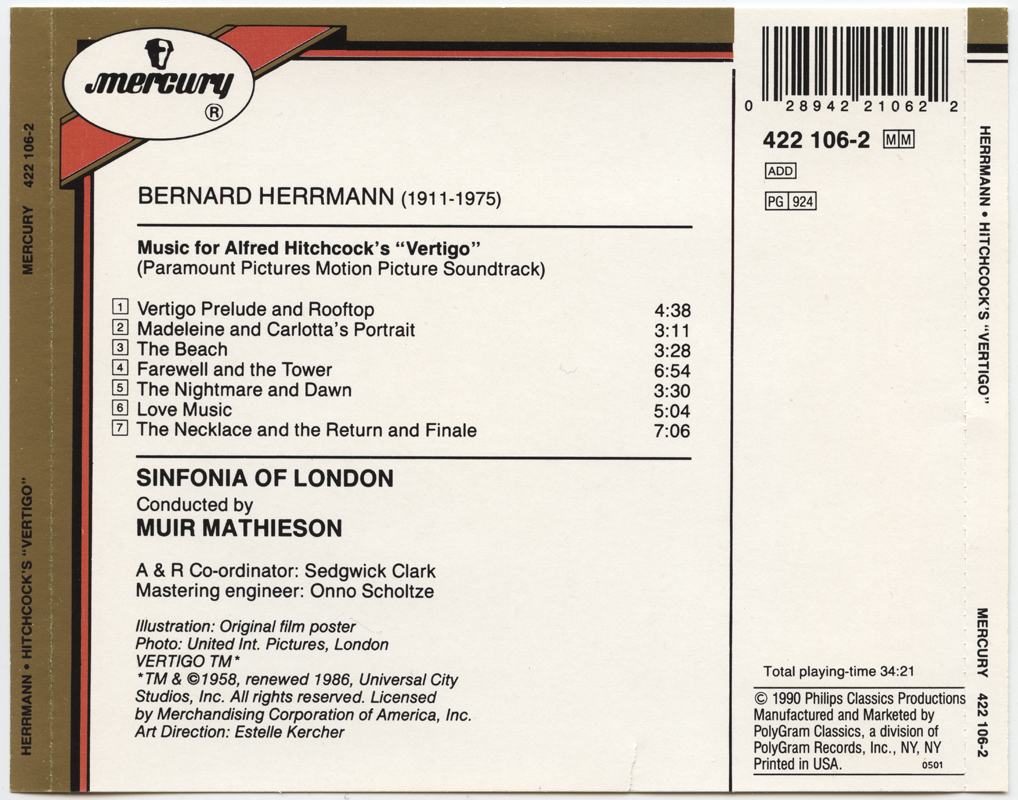 mercury
®
BERNARD HERRMANN (1911-1975)
Music for Alfred Hitchcock's "Vertigo"
(Paramount Pictures Motion Picture Soundtrack)
1 Vertigo Prelude and Rooftop 4:38
2 Madeleine and Carlotta's Portrait 3:11
3 The Beach 3:28
4 Farewell and the Tower 6:54
5 The Nightmare and Dawn 3:30
6 Love Music 5:04
7 The Necklace and the Return and Finale 7:06
SINFONIA OF LONDON
Conducted by
MUIR MATHIESON
A & R Co-ordinator: Sedgwick Clark
Mastering engineer: Onno Scholtze
Illustration: Original film poster
Photo: United Int. Pictures, London
VERTIGO TM*
*TM & ©1958, renewed 1986, Universal City
Studios, Inc. All rights reserved. Licensed
by Merchandising Corporation of America, Inc.
Art Direction: Estelle Kercher
0 28942 21062 2
422 106-2 MM
ADD
PG 924
Total playing-time 34:21
© 1990 Philips Classics Productions
Manufactured and Marketed by
PolyGram Classics, a division of
PolyGram Records, Inc., NY, NY
Printed in USA. 0501
HERRMANN • HITCHCOCK'S "VERTIGO" MERCURY 422 106-2
HERRMANN • HITCHCOCK'S "VERTIGO" MERCURY 422 106-2